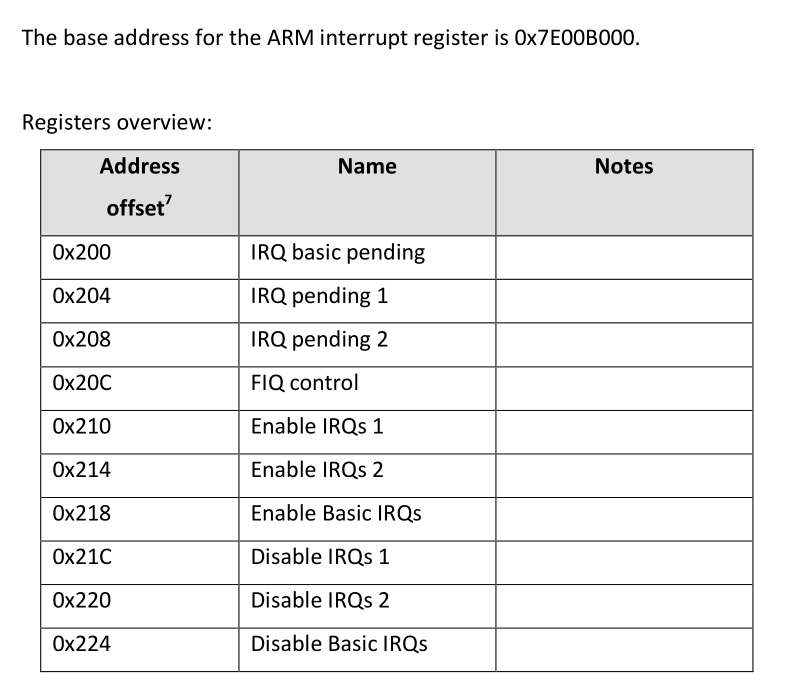 The base address for the ARM interrupt register is 0x7E00B000.
Registers overview:
Address Name Notes
offset7
0x200 IRQ basic pending
0x204 IRQ pending 1
0x208 IRQ pending 2
0x20C FIQ control
0x210 Enable IRQs 1
0x214 Enable IRQs 2
0x218 Enable Basic IRQs
0x21C Disable IRQs 1
0x220 Disable IRQs 2
0x224 Disable Basic IRQs